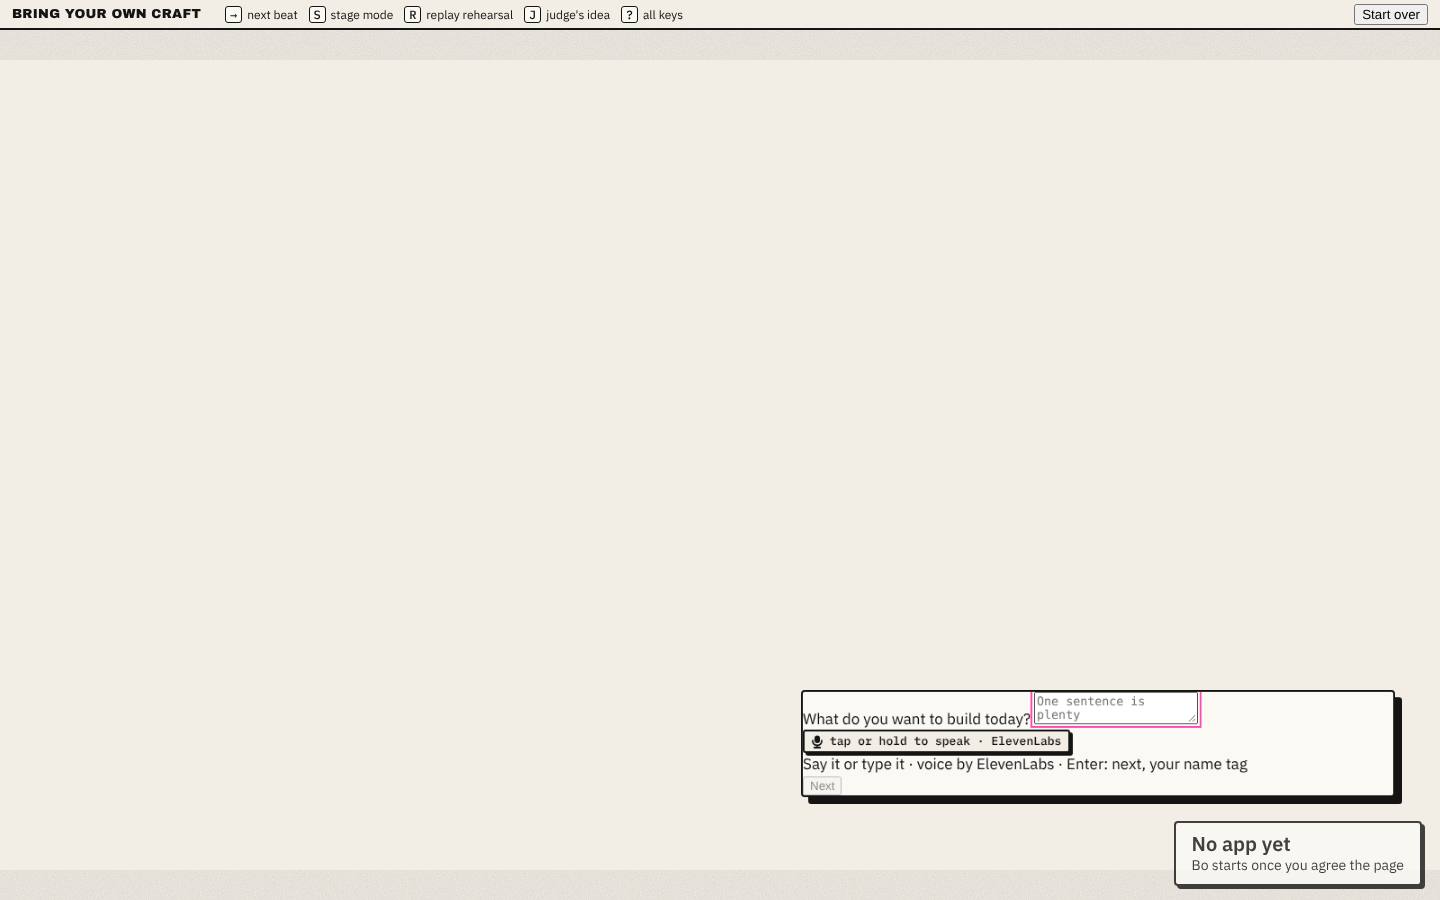 BRING YOUR OWN CRAFT → next beat S stage mode R replay rehearsal J judge's idea ? all keys Start over
What do you want to build today? One sentence is plenty
tap or hold to speak · ElevenLabs
Say it or type it · voice by ElevenLabs · Enter: next, your name tag
Next
No app yet
Bo starts once you agree the page